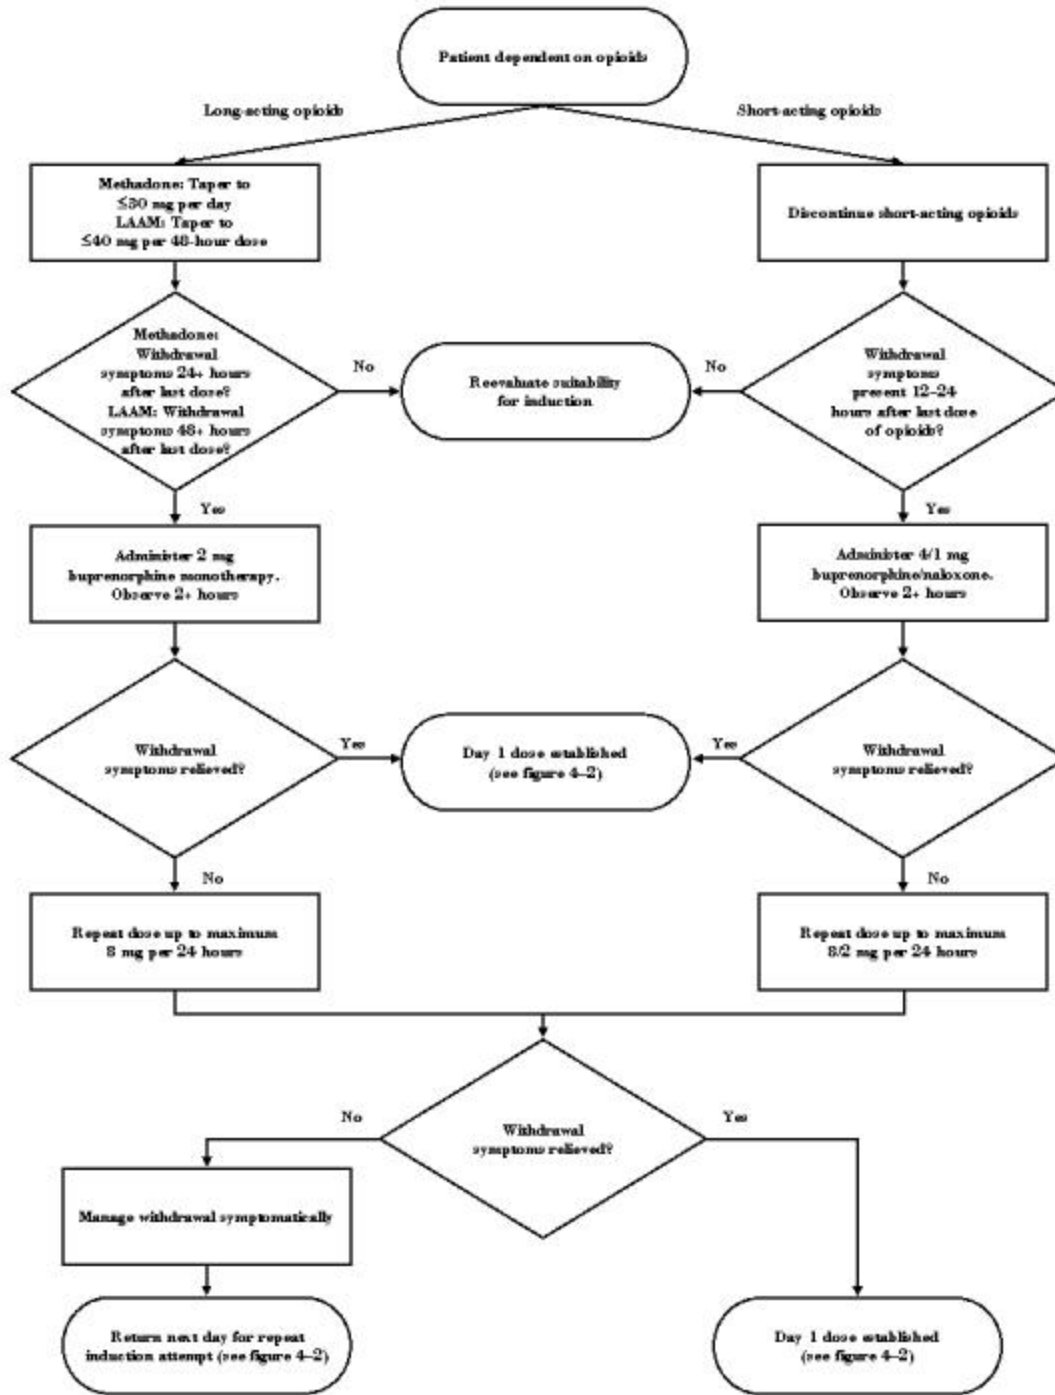 Patient dependent on opioids
Long-acting opioids
Short-acting opioids
Methadone: Taper to
≤30 mg per day
LAAM: Taper to
≤40 mg per 48-hour dose
Discontinue short-acting opioids
Methadone:
Withdrawal
symptoms 24+ hours
after last dose?
LAAM: Withdrawal
symptoms 48+ hours
after last dose?
No
Reevaluate suitability
for induction
No
Withdrawal
symptoms
present 12–24
hours after last dose
of opioids?
Yes
Yes
Administer 2 mg
buprenorphine monotherapy.
Observe 2+ hours
Administer 4/1 mg
buprenorphine/naloxone.
Observe 2+ hours
Withdrawal
symptoms relieved?
Yes
Day 1 dose established
(see figure 4–2)
Yes
Withdrawal
symptoms relieved?
No
No
Repeat dose up to maximum
8 mg per 24 hours
Repeat dose up to maximum
8/2 mg per 24 hours
No
Withdrawal
symptoms relieved?
Yes
Manage withdrawal symptomatically
Return next day for repeat
induction attempt (see figure 4–2)
Day 1 dose established
(see figure 4–2)